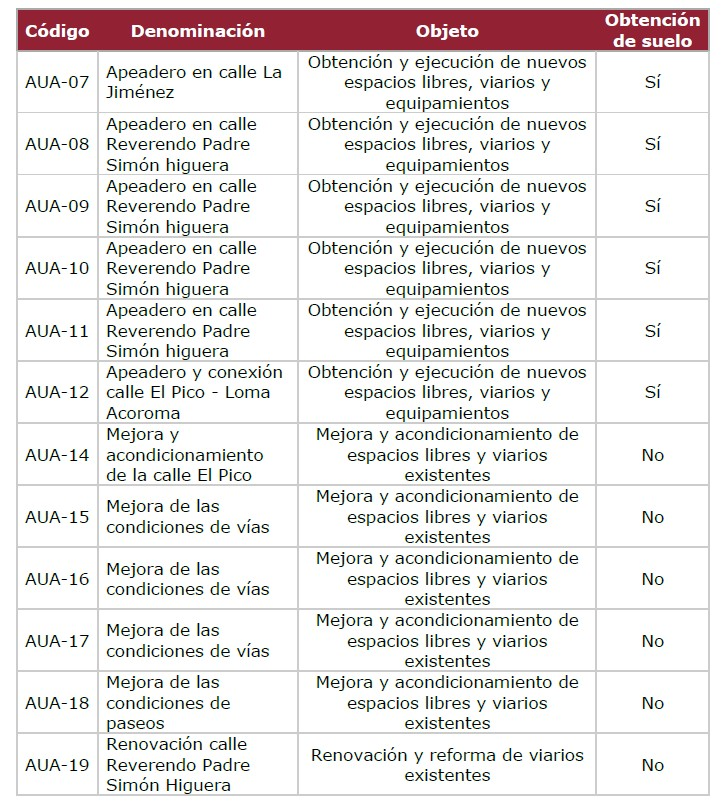 Código Denominación Objeto Obtención de suelo
AUA-07 Apeadero en calle La Jiménez Obtención y ejecución de nuevos espacios libres, viarios y equipamientos Sí
AUA-08 Apeadero en calle Reverendo Padre Simón higuera Obtención y ejecución de nuevos espacios libres, viarios y equipamientos Sí
AUA-09 Apeadero en calle Reverendo Padre Simón higuera Obtención y ejecución de nuevos espacios libres, viarios y equipamientos Sí
AUA-10 Apeadero en calle Reverendo Padre Simón higuera Obtención y ejecución de nuevos espacios libres, viarios y equipamientos Sí
AUA-11 Apeadero en calle Reverendo Padre Simón higuera Obtención y ejecución de nuevos espacios libres, viarios y equipamientos Sí
AUA-12 Apeadero y conexión calle El Pico - Loma Acoroma Obtención y ejecución de nuevos espacios libres, viarios y equipamientos Sí
AUA-14 Mejora y acondicionamiento de la calle El Pico Mejora y acondicionamiento de espacios libres y viarios existentes No
AUA-15 Mejora de las condiciones de vías Mejora y acondicionamiento de espacios libres y viarios existentes No
AUA-16 Mejora de las condiciones de vías Mejora y acondicionamiento de espacios libres y viarios existentes No
AUA-17 Mejora de las condiciones de vías Mejora y acondicionamiento de espacios libres y viarios existentes No
AUA-18 Mejora de las condiciones de paseos Mejora y acondicionamiento de espacios libres y viarios existentes No
AUA-19 Renovación calle Reverendo Padre Simón Higuera Renovación y reforma de viarios existentes No